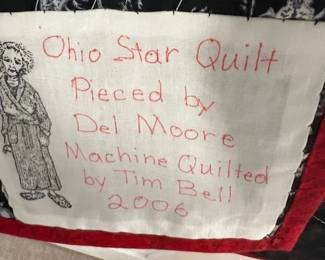 Ohio Star Quilt
Pieced by
Del Moore
Machine Quilted
by Tim Bell
2006